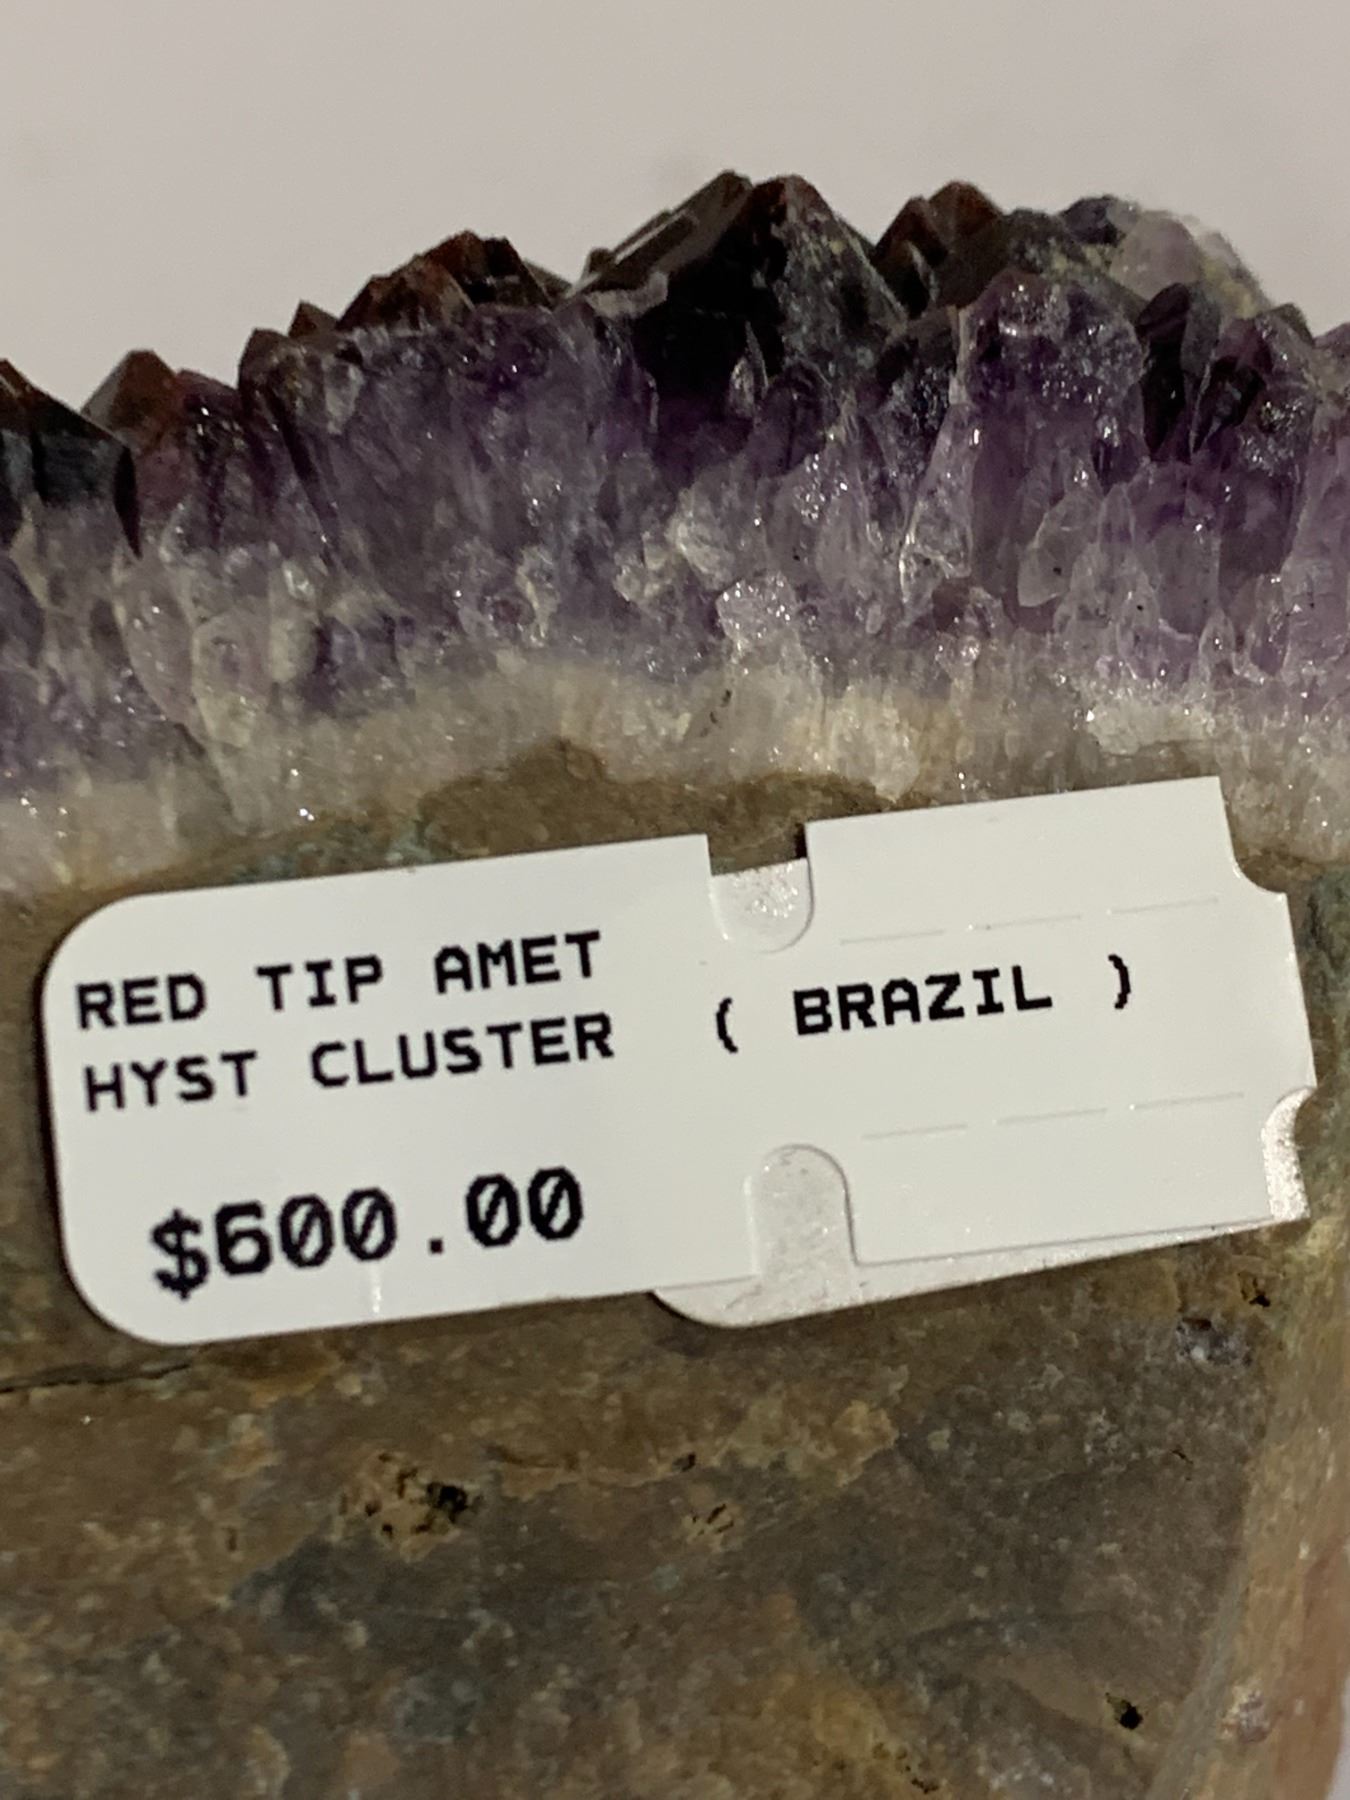 RED TIP AMET
HYST CLUSTER ( BRAZIL )
$600.00